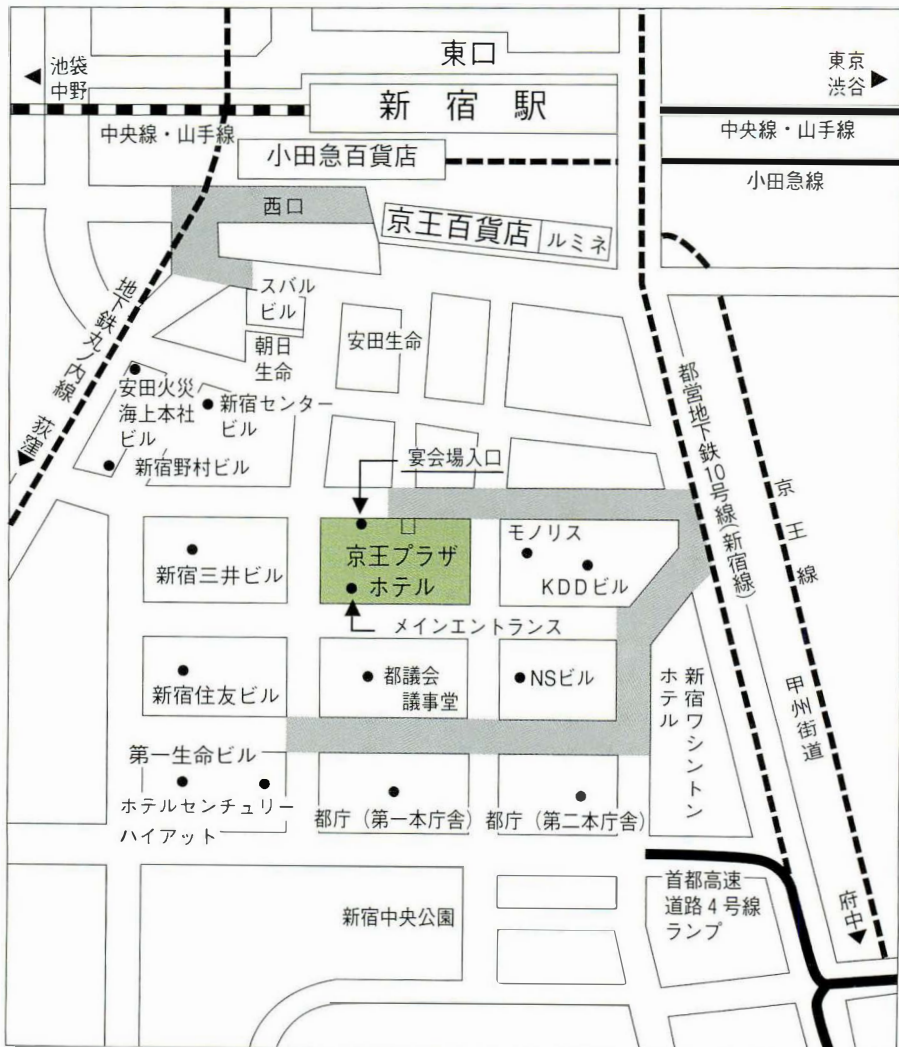 東口
池袋
中野
東京
渋谷
新宿駅
中央線・山手線
中央線・山手線
小田急百貨店
小田急線
西口
京王百貨店
ルミネ
スバル
ビル
朝日
生命
安田生命
地下鉄丸ノ内線
荻窪
安田火災
海上本社
ビル
新宿センター
ビル
新宿野村ビル
都営地下鉄10号線(新宿線)
京王線
宴会場入口
新宿三井ビル
京王プラザ
ホテル
モノリス
KDDビル
メインエントランス
新宿住友ビル
都議会
議事堂
NSビル
新宿ワシントン
ホテル
甲州街道
第一生命ビル
ホテルセンチュリー
ハイアット
都庁（第一本庁舎）
都庁（第二本庁舎）
首都高速
道路4号線
ランプ
府中
新宿中央公園